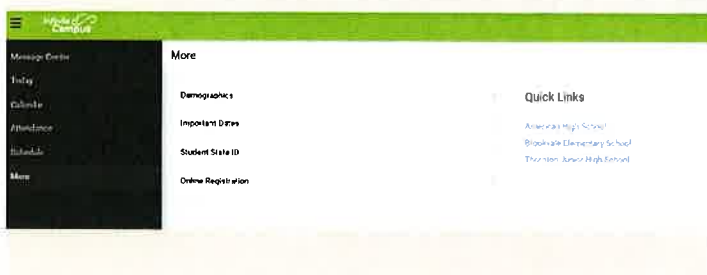 Infinite Campus
Message Center
Today
Calendar
Attendance
Schedule
More
More
Demographics
Important Dates
Student State ID
Online Registration
Quick Links
American High School
Brookvale Elementary School
Thornton Junior High School